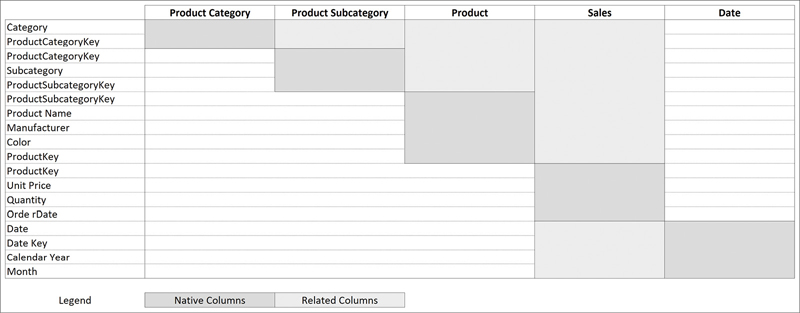 Product Category Product Subcategory Product Sales Date
Category
ProductCategoryKey
ProductCategoryKey
Subcategory
ProductSubcategoryKey
ProductSubcategoryKey
Product Name
Manufacturer
Color
ProductKey
ProductKey
Unit Price
Quantity
Orde rDate
Date
Date Key
Calendar Year
Month
Legend Native Columns Related Columns